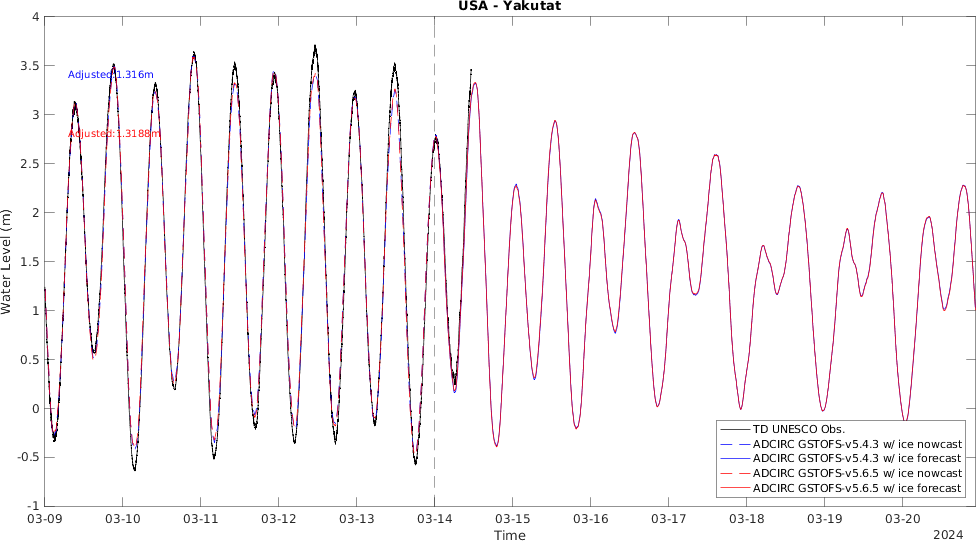 USA - Yakutat
4
3.5
3
2.5
2
1.5
1
0.5
0
-0.5
-1
Water Level (m)
Adjusted:1.316m
Adjusted:1.3188m
TD UNESCO Obs.
ADCIRC GSTOFS-v5.4.3 w/ ice nowcast
ADCIRC GSTOFS-v5.4.3 w/ ice forecast
ADCIRC GSTOFS-v5.6.5 w/ ice nowcast
ADCIRC GSTOFS-v5.6.5 w/ ice forecast
03-09 03-10 03-11 03-12 03-13 03-14 03-15 03-16 03-17 03-18 03-19 03-20
Time
2024